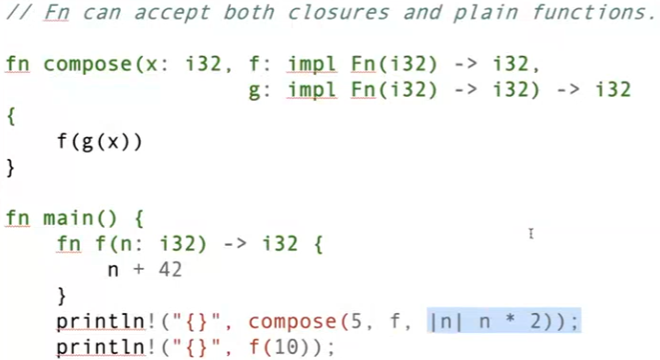 // Fn can accept both closures and plain functions.
fn compose(x: i32, f: impl Fn(i32) -> i32,
g: impl Fn(i32) -> i32) -> i32
{
f(g(x))
}
fn main() {
fn f(n: i32) -> i32 {
n + 42
}
println!("{}", compose(5, f, |n| n * 2));
println!("{}", f(10));